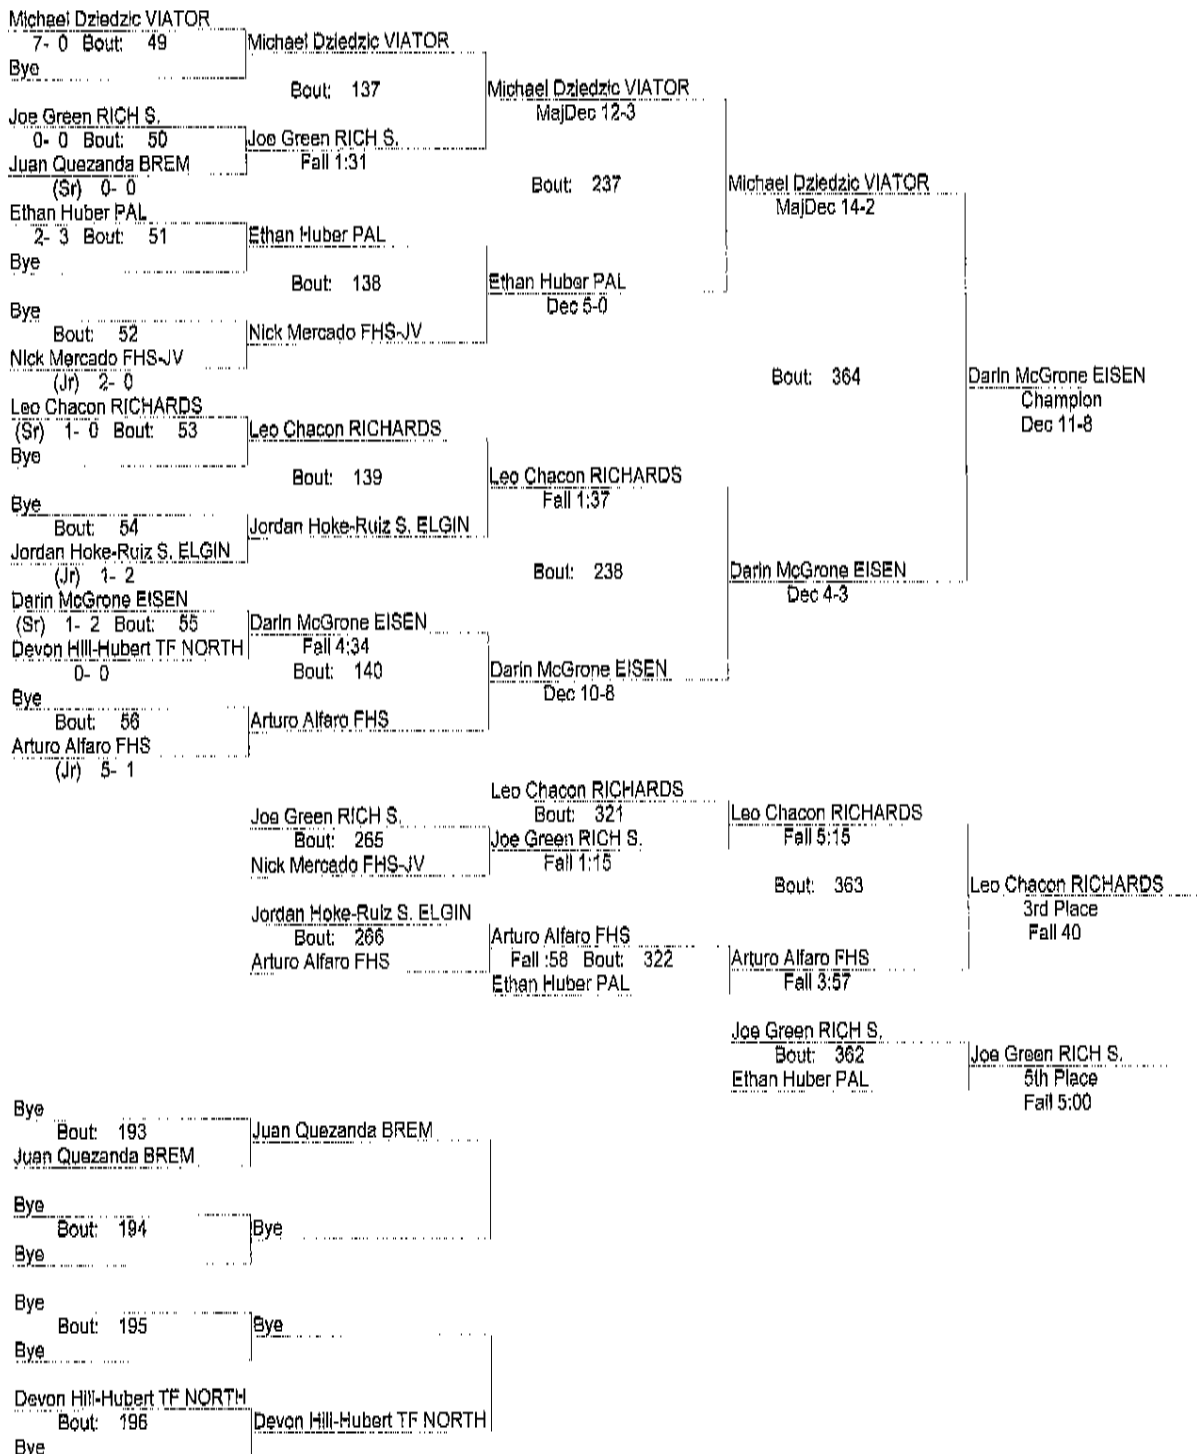 Michael Dziedzic VIATOR
7- 0 Bout: 49
Bye
Michael Dziedzic VIATOR
Bout: 137
Joe Green RICH S.
0- 0 Bout: 50
Juan Quezanda BREM
(Sr) 0- 0
Joe Green RICH S.
Fall 1:31
Michael Dziedzic VIATOR
MajDec 12-3
Bout: 237
Ethan Huber PAL
2- 3 Bout: 51
Bye
Ethan Huber PAL
Bout: 138
Bye
Bout: 52
Nick Mercado FHS-JV
(Jr) 2- 0
Nick Mercado FHS-JV
Ethan Huber PAL
Dec 5-0
Michael Dziedzic VIATOR
MajDec 14-2
Bout: 364
Darin McGrone EISEN
Champion
Dec 11-8
Leo Chacon RICHARDS
(Sr) 1- 0 Bout: 53
Bye
Leo Chacon RICHARDS
Bout: 139
Bye
Bout: 54
Jordan Hoke-Ruiz S. ELGIN
(Jr) 1- 2
Jordan Hoke-Ruiz S. ELGIN
Leo Chacon RICHARDS
Fall 1:37
Bout: 238
Darin McGrone EISEN
Dec 4-3
Darin McGrone EISEN
(Sr) 1- 2 Bout: 55
Devon Hill-Hubert TF NORTH
0- 0
Darin McGrone EISEN
Fall 4:34
Bout: 140
Bye
Bout: 56
Arturo Alfaro FHS
(Jr) 5- 1
Arturo Alfaro FHS
Darin McGrone EISEN
Dec 10-8
Joe Green RICH S.
Bout: 265
Nick Mercado FHS-JV
Leo Chacon RICHARDS
Bout: 321
Joe Green RICH S.
Fall 1:15
Leo Chacon RICHARDS
Fall 5:15
Bout: 363
Leo Chacon RICHARDS
3rd Place
Fall 40
Jordan Hoke-Ruiz S. ELGIN
Bout: 266
Arturo Alfaro FHS
Arturo Alfaro FHS
Fall :58 Bout: 322
Ethan Huber PAL
Arturo Alfaro FHS
Fall 3:57
Joe Green RICH S.
Bout: 362
Ethan Huber PAL
Joe Green RICH S.
5th Place
Fall 5:00
Bye
Bout: 193
Juan Quezanda BREM
Juan Quezanda BREM
Bye
Bout: 194
Bye
Bye
Bye
Bout: 195
Bye
Bye
Devon Hill-Hubert TF NORTH
Bout: 196
Bye
Devon Hill-Hubert TF NORTH